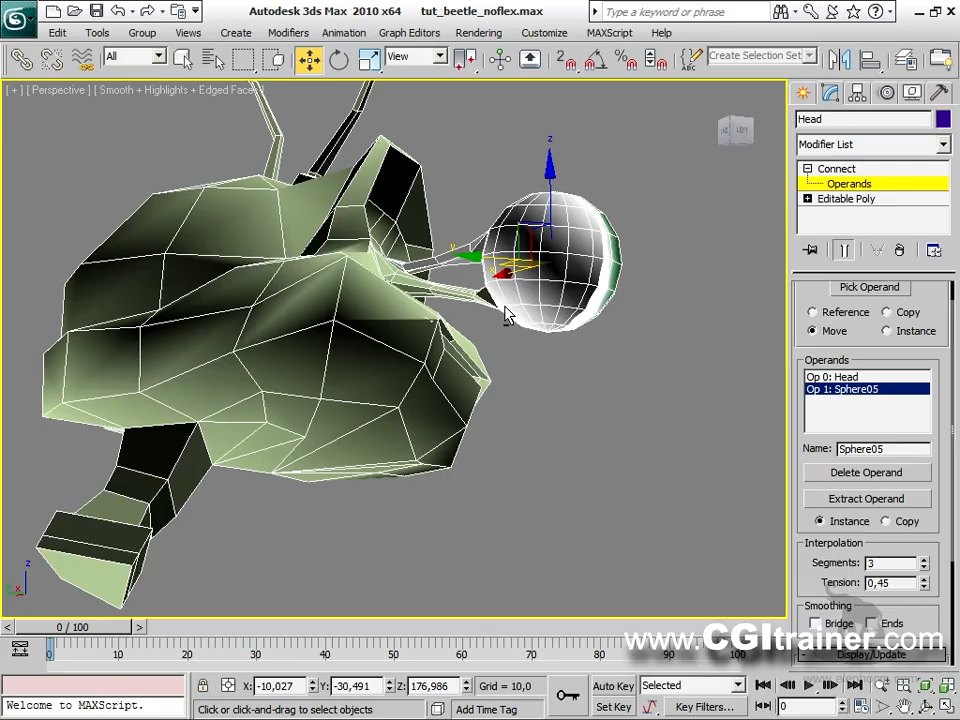 Autodesk 3ds Max 2010 x64 tut_beetle_noflex.max
Type a keyword or phrase
Edit Tools Group Views Create Modifiers Animation Graph Editors Rendering Customize MAXScript Help
All
View
Create Selection Set
[ + ] [ Perspective ] [ Smooth + Highlights + Edged Faces ]
LEFT
z
y
x
z
x
Head
Modifier List
Connect
Operands
Editable Poly
Pick Operand
Reference Copy
Move Instance
Operands
Op 0: Head
Op 1: Sphere05
Name: Sphere05
Delete Operand
Extract Operand
Instance Copy
Interpolation
Segments: 3
Tension: 0,45
Smoothing
Bridge Ends
Display/Update
www.CGItrainer.com
< 0 / 100 >
0 10 20 30 40 50 60 70 80 90 100
X: -10,027 Y: -30,491 Z: 176,986 Grid = 10,0
Auto Key Selected
Welcome to MAXScript.
Click or click-and-drag to select objects
Add Time Tag
Set Key Key Filters...
0